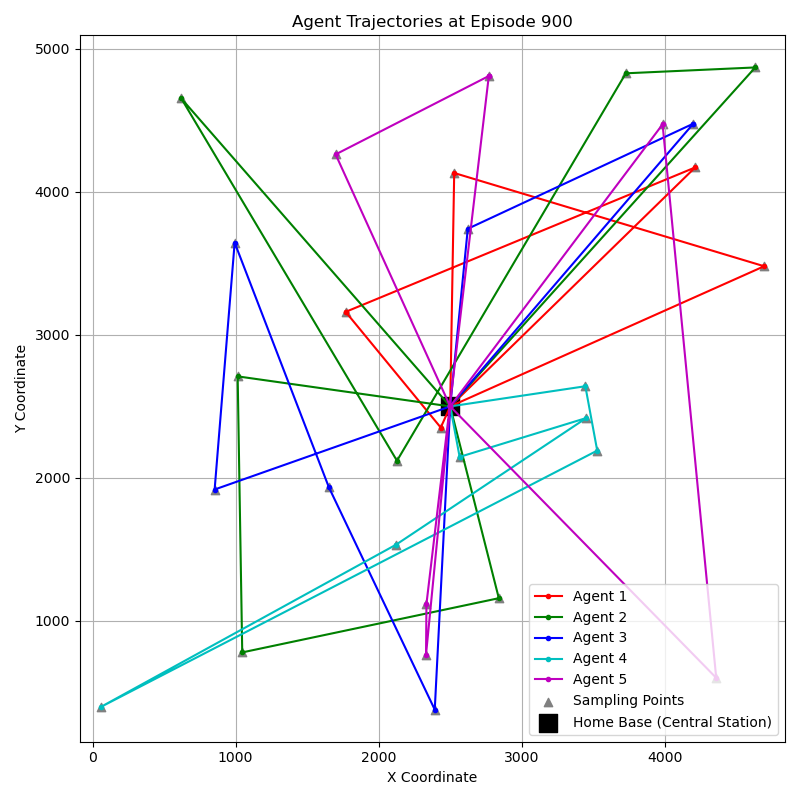 Agent Trajectories at Episode 900
Y Coordinate
5000
4000
3000
2000
1000
0
1000
2000
3000
4000
X Coordinate
Agent 1
Agent 2
Agent 3
Agent 4
Agent 5
Sampling Points
Home Base (Central Station)